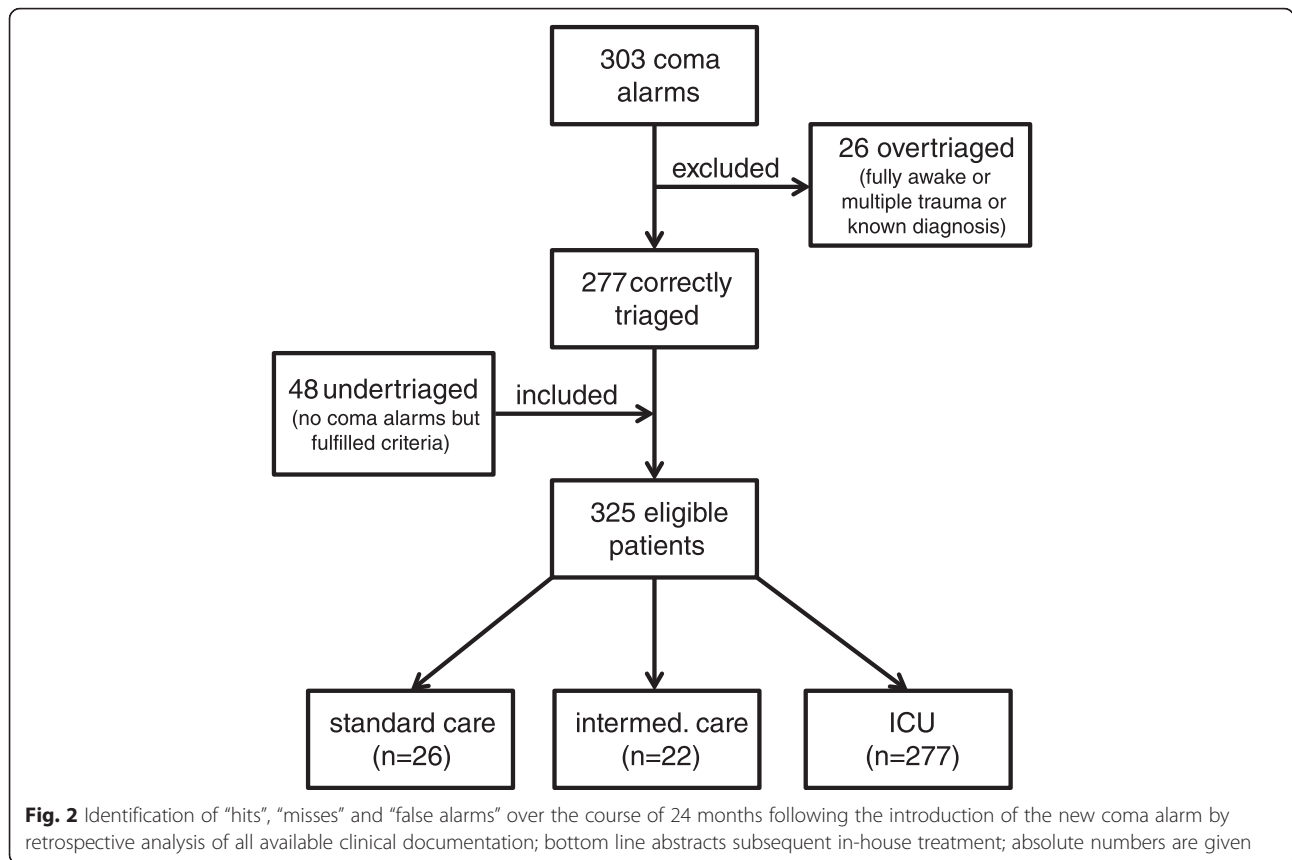 303 coma
alarms
excluded
26 overtriaged
(fully awake or
multiple trauma or
known diagnosis)
277 correctly
triaged
48 undertriaged
(no coma alarms but
fulfilled criteria)
included
325 eligible
patients
standard care
(n=26)
intermed. care
(n=22)
ICU
(n=277)
Fig. 2 Identification of “hits”, “misses” and “false alarms” over the course of 24 months following the introduction of the new coma alarm by
retrospective analysis of all available clinical documentation; bottom line abstracts subsequent in-house treatment; absolute numbers are given